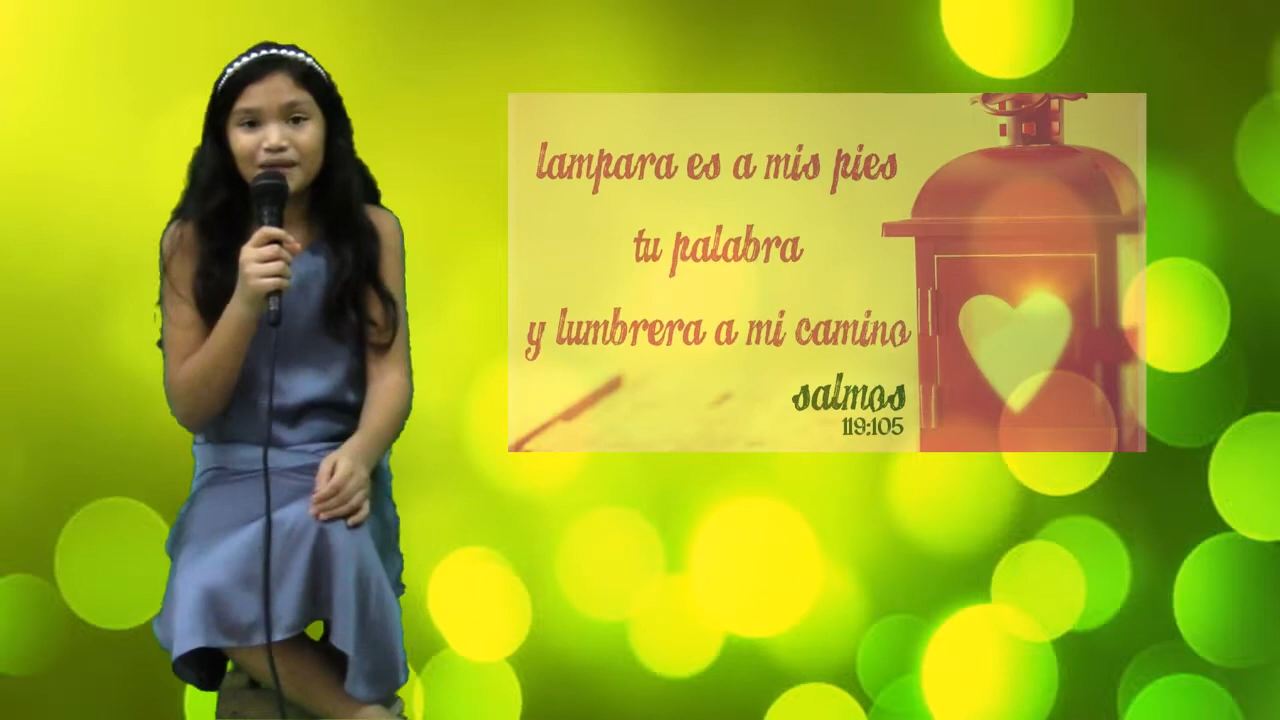 lampara es a mis pies
tu palabra
y lumbrera a mi camino
salmos
119:105